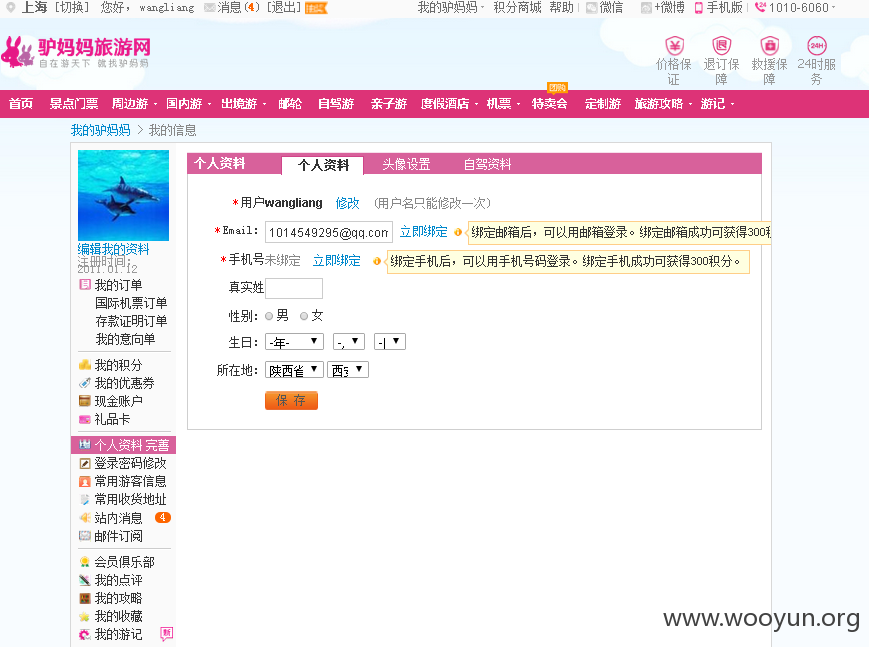 上海 [切换] 您好，wangliang 消息(4) [退出] 我的驴妈妈 积分商城 帮助 微信 +微博 手机版 1010-6060
驴妈妈旅游网
自在游天下 就找驴妈妈
价格保证 退订保障 救援保障 24H 24时服务
首页 景点门票 周边游 国内游 出境游 邮轮 自驾游 亲子游 度假酒店 机票 特卖会 定制游 旅游攻略 游记
我的驴妈妈 > 我的信息
个人资料 个人资料 头像设置 自驾资料
编辑我的资料
注册时间：
2011.01.12
我的订单
国际机票订单
存款证明订单
我的意向单
我的积分
我的优惠券
现金账户
礼品卡
个人资料 完善
登录密码修改
常用游客信息
常用收货地址
站内消息 4
邮件订阅
会员俱乐部
我的点评
我的攻略
我的收藏
我的游记 新
*用户wangliang 修改 (用户名只能修改一次)
*Email: 1014549295@qq.com 立即绑定 绑定邮箱后，可以用邮箱登录。绑定邮箱成功可获得300积
*手机号未绑定 立即绑定 绑定手机后，可以用手机号码登录。绑定手机成功可获得300积分。
真实姓
性别： 男 女
生日： -年-
所在地： 陕西省 西安
保 存
www.wooyun.org